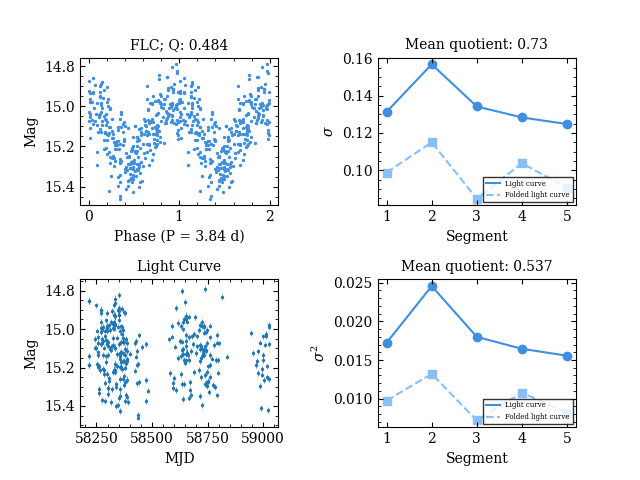 FLC; Q: 0.484
14.8
15.0
15.2
15.4
Mag
0
1
2
Phase (P = 3.84 d)
Mean quotient: 0.73
0.16
0.14
0.12
0.10
σ
1
2
3
4
5
Segment
Light curve
Folded light curve
Light Curve
14.8
15.0
15.2
15.4
Mag
58250
58500
58750
59000
MJD
Mean quotient: 0.537
0.025
0.020
0.015
0.010
σ²
1
2
3
4
5
Segment
Light curve
Folded light curve